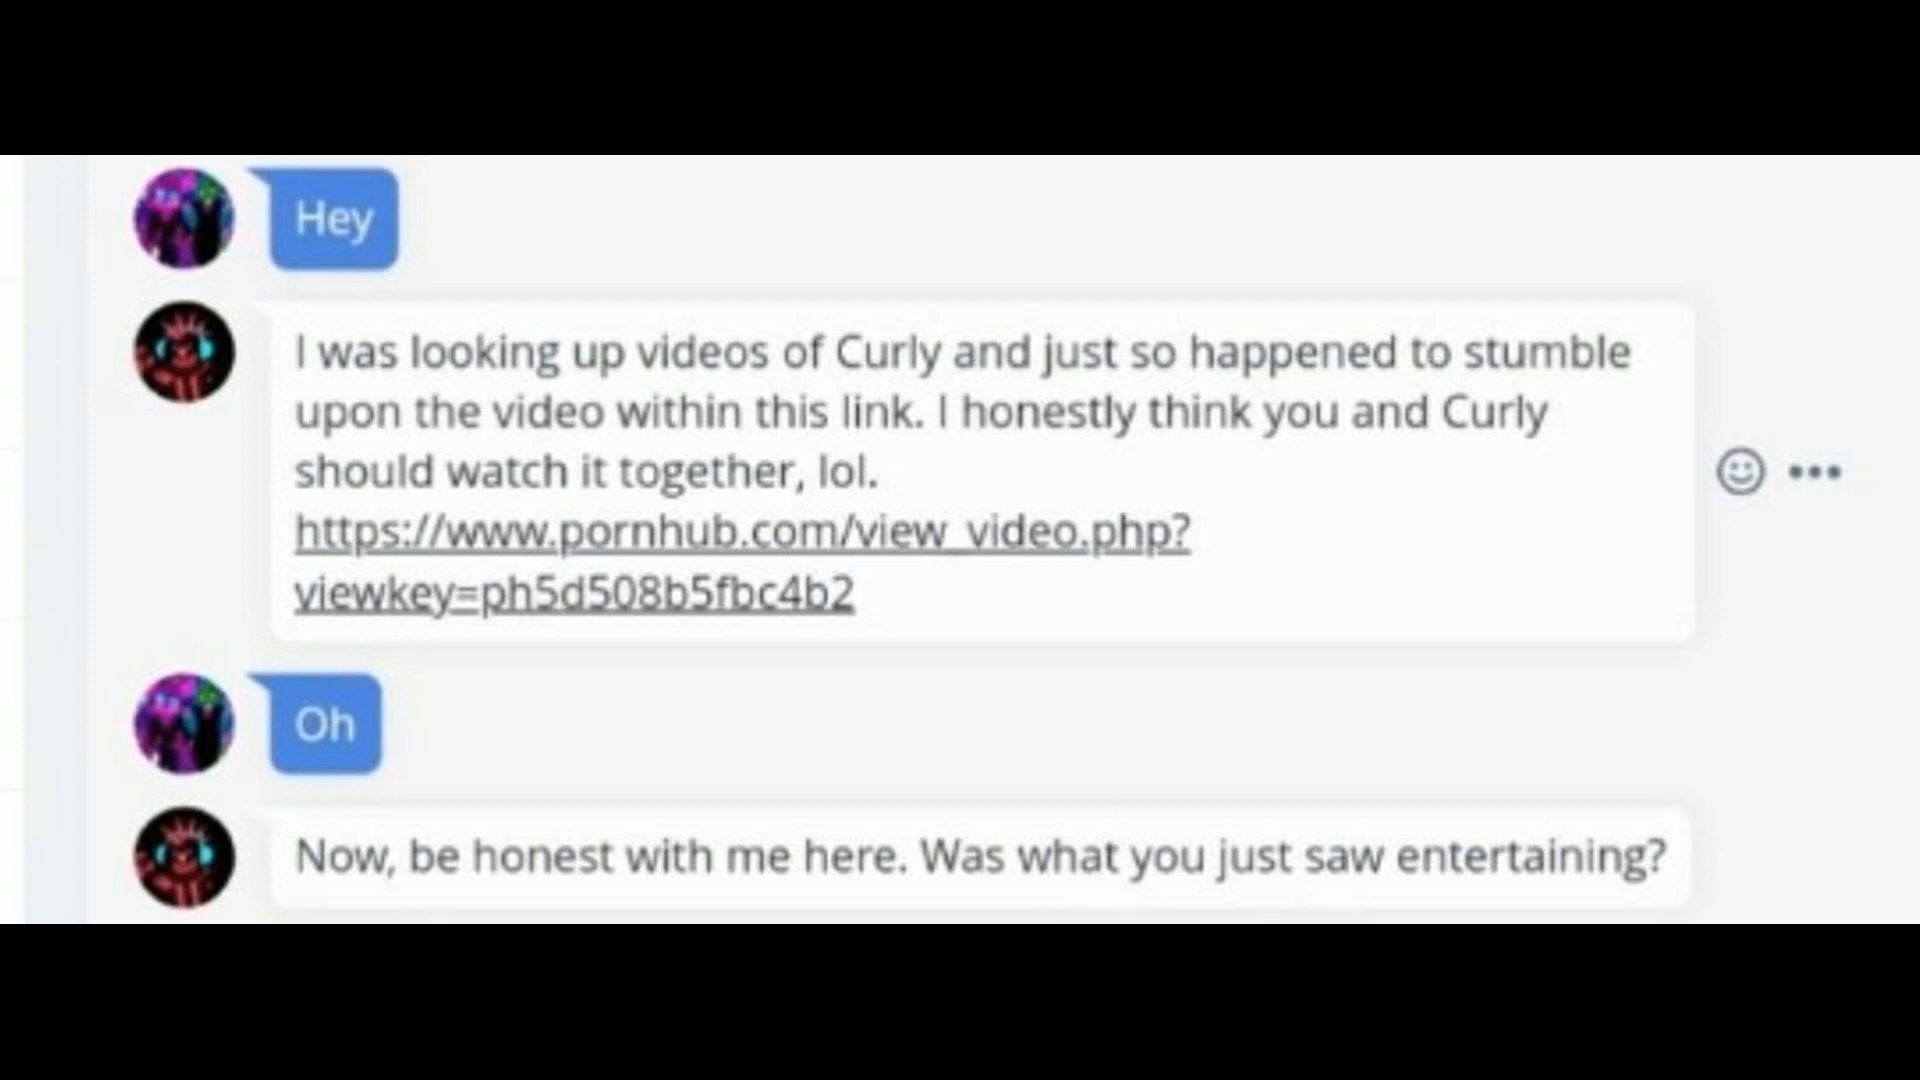 Hey
I was looking up videos of Curly and just so happened to stumble
upon the video within this link. I honestly think you and Curly
should watch it together, lol.
https://www.pornhub.com/view_video.php?
viewkey=ph5d508b5fbc4b2
Oh
Now, be honest with me here. Was what you just saw entertaining?